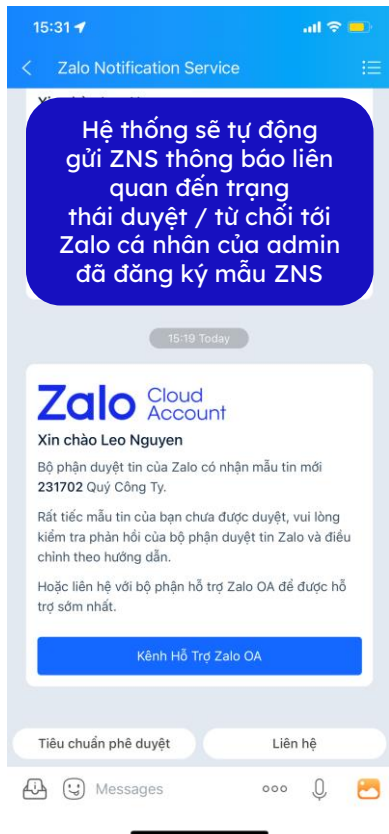 15:31
Zalo Notification Service
Hệ thống sẽ tự động
gửi ZNS thông báo liên
quan đến trạng
thái duyệt / từ chối tới
Zalo cá nhân của admin
đã đăng ký mẫu ZNS
15:19 Today
Zalo Cloud Account
Xin chào Leo Nguyen
Bộ phận duyệt tin của Zalo có nhận mẫu tin mới
231702 Quý Công Ty.
Rất tiếc mẫu tin của bạn chưa được duyệt, vui lòng
kiểm tra phản hồi của bộ phận duyệt tin Zalo và điều
chỉnh theo hướng dẫn.
Hoặc liên hệ với bộ phận hỗ trợ Zalo OA để được hỗ
trợ sớm nhất.
Kênh Hỗ Trợ Zalo OA
Tiêu chuẩn phê duyệt
Liên hệ
Messages